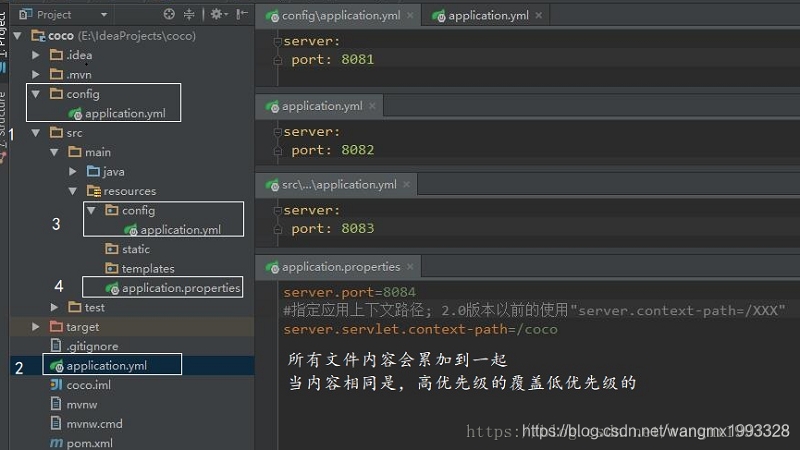 1: Project
Project
coco (E:\IdeaProjects\coco)
.idea
.mvn
config
application.yml
1
src
main
java
resources
3
config
application.yml
static
templates
4
application.properties
test
target
.gitignore
2
application.yml
coco.iml
mvnw
mvnw.cmd
pom.xml
Structure
config\application.yml
application.yml
server:
port: 8081
application.yml
server:
port: 8082
src\...\application.yml
server:
port: 8083
application.properties
server.port=8084
#指定应用上下文路径; 2.0版本以前的使用"server.context-path=/XXX"
server.servlet.context-path=/coco
所有文件内容会累加到一起
当内容相同是，高优先级的覆盖低优先级的
https://blog.csdn.net/wangmx1993328